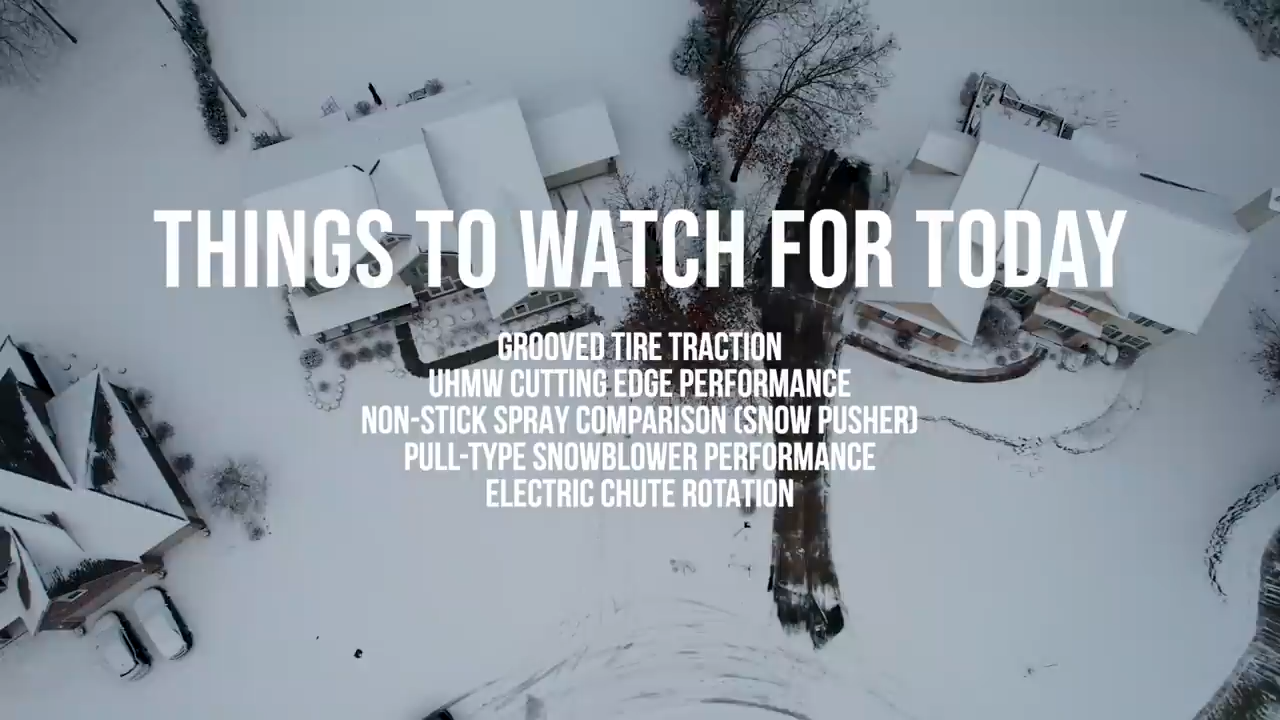 THINGS TO WATCH FOR TODAY
GROOVED TIRE TRACTION
UHMW CUTTING EDGE PERFORMANCE
NON-STICK SPRAY COMPARISON (SNOW PUSHER)
PULL-TYPE SNOWBLOWER PERFORMANCE
ELECTRIC CHUTE ROTATION